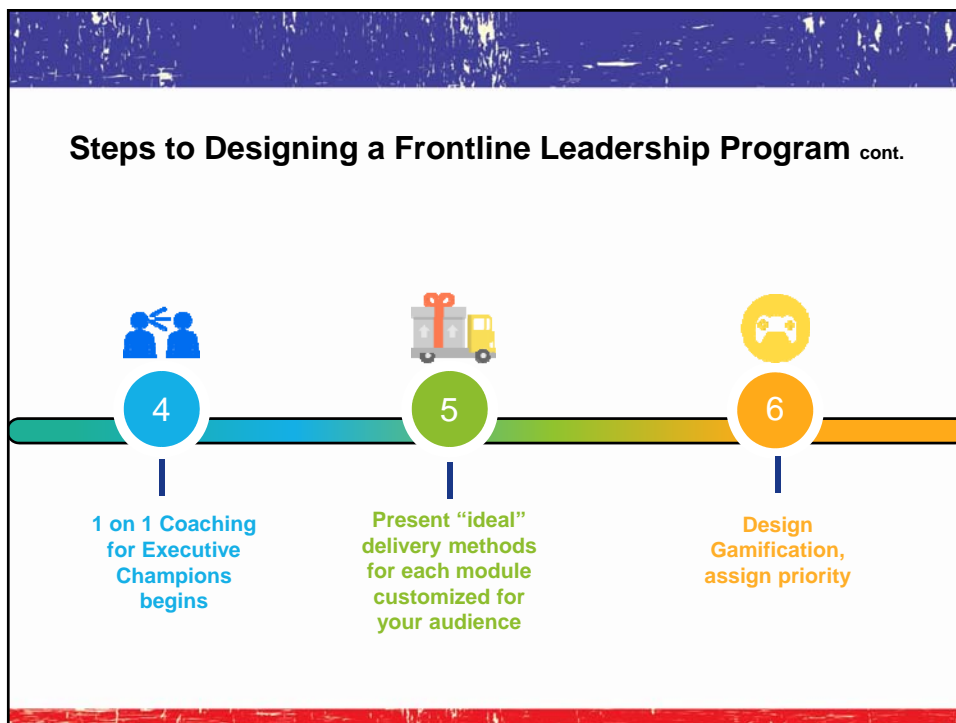 Steps to Designing a Frontline Leadership Program cont.
4
5
6
1 on 1 Coaching
for Executive
Champions
begins
Present “ideal”
delivery methods
for each module
customized for
your audience
Design
Gamification,
assign priority